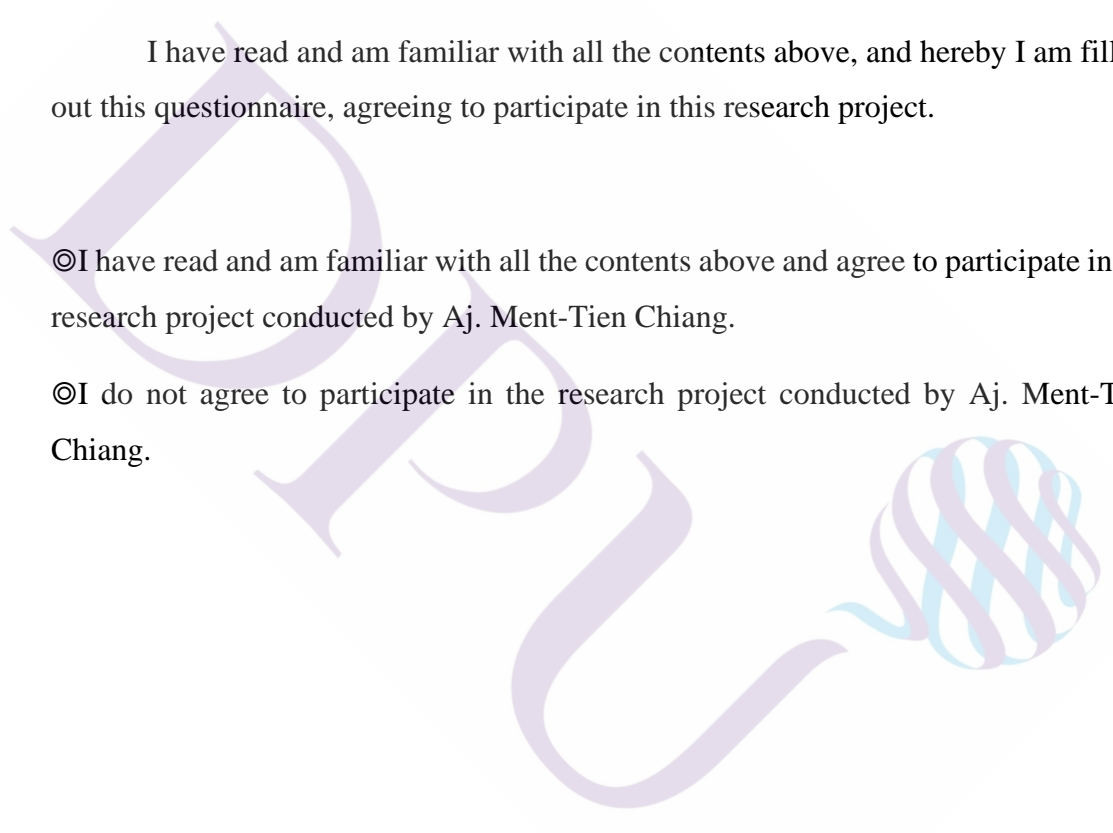 I have read and am familiar with all the contents above, and hereby I am fill
out this questionnaire, agreeing to participate in this research project.
◎I have read and am familiar with all the contents above and agree to participate in
research project conducted by Aj. Ment-Tien Chiang.
◎I do not agree to participate in the research project conducted by Aj. Ment-T
Chiang.
DPU